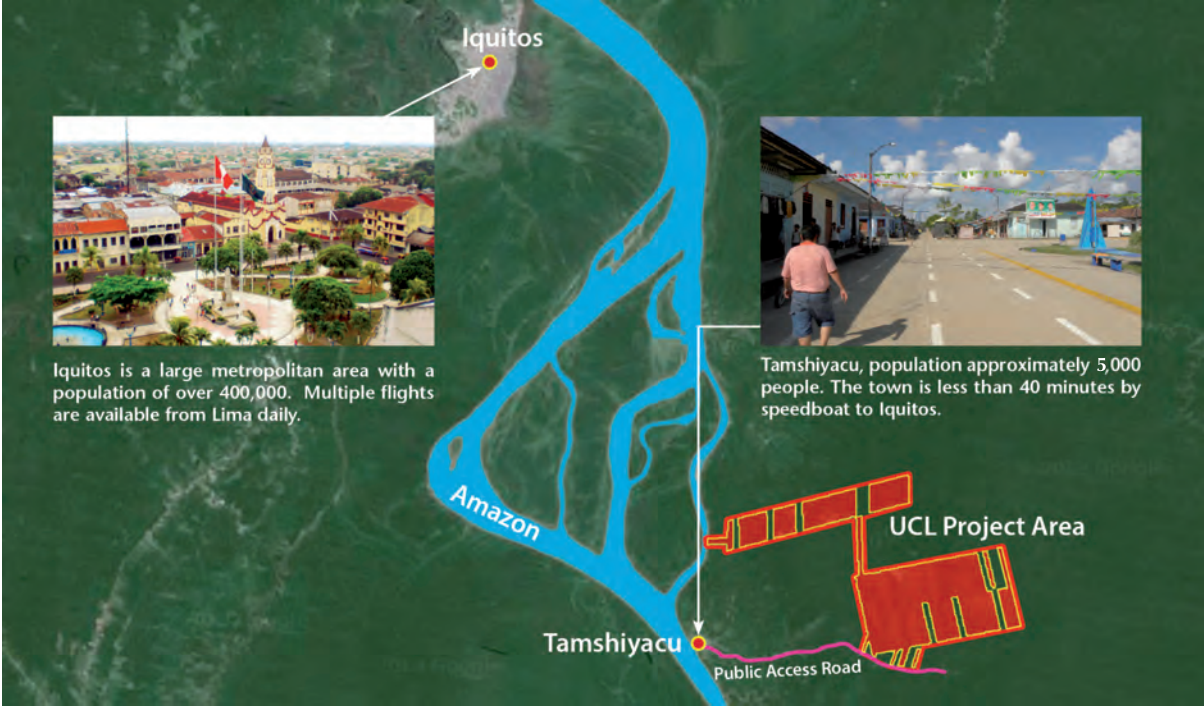 Iquitos
Iquitos is a large metropolitan area with a
population of over 400,000. Multiple flights
are available from Lima daily.
Tamshiyacu, population approximately 5,000
people. The town is less than 40 minutes by
speedboat to Iquitos.
Amazon
UCL Project Area
Tamshiyacu
Public Access Road